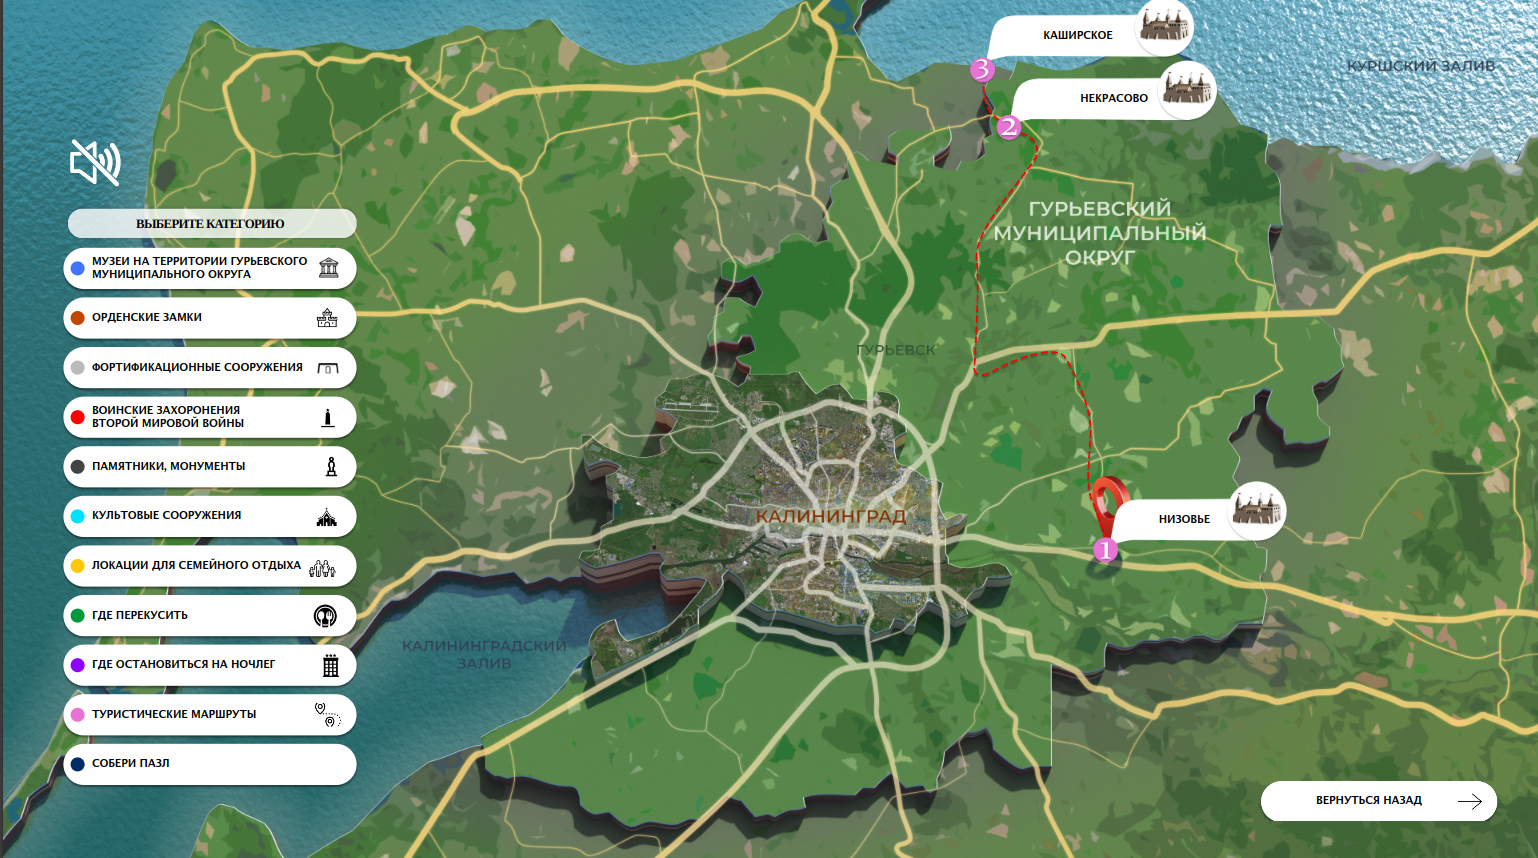 КАШИРСКОЕ
3
КУРШСКИЙ ЗАЛИВ
НЕКРАСОВО
2
ВЫБЕРИТЕ КАТЕГОРИЮ
МУЗЕИ НА ТЕРРИТОРИИ ГУРЬЕВСКОГО
МУНИЦИПАЛЬНОГО ОКРУГА
ОРДЕНСКИЕ ЗАМКИ
ФОРТИФИКАЦИОННЫЕ СООРУЖЕНИЯ
ВОИНСКИЕ ЗАХОРОНЕНИЯ
ВТОРОЙ МИРОВОЙ ВОЙНЫ
ПАМЯТНИКИ, МОНУМЕНТЫ
КУЛЬТОВЫЕ СООРУЖЕНИЯ
ЛОКАЦИИ ДЛЯ СЕМЕЙНОГО ОТДЫХА
ГДЕ ПЕРЕКУСИТЬ
ГДЕ ОСТАНОВИТЬСЯ НА НОЧЛЕГ
ТУРИСТИЧЕСКИЕ МАРШРУТЫ
СОБЕРИ ПАЗЛ
ГУРЬЕВСКИЙ
МУНИЦИПАЛЬНЫЙ
ОКРУГ
ГУРЬЕВСК
КАЛИНИНГРАД
НИЗОВЬЕ
1
КАЛИНИНГРАДСКИЙ
ЗАЛИВ
ВЕРНУТЬСЯ НАЗАД